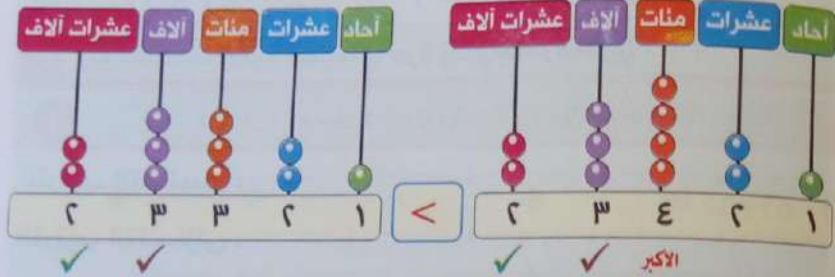 آحاد عشرات مئات آلاف عشرات آلاف آحاد عشرات مئات آلاف عشرات آلاف
٢ ٣ ٣ ٢ ١ < ٢ ٣ ٤ ٢ ١
✓ ✓ ✓ ✓ الأكبر